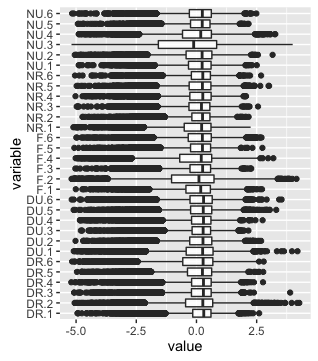 NU.6
NU.5
NU.4
NU.3
NU.2
NU.1
NR.6
NR.5
NR.4
NR.3
NR.2
NR.1
F.6
F.5
F.4
F.3
F.2
F.1
DU.6
DU.5
DU.4
DU.3
DU.2
DU.1
DR.6
DR.5
DR.4
DR.3
DR.2
DR.1
variable
-5.0 -2.5 0.0 2.5
value